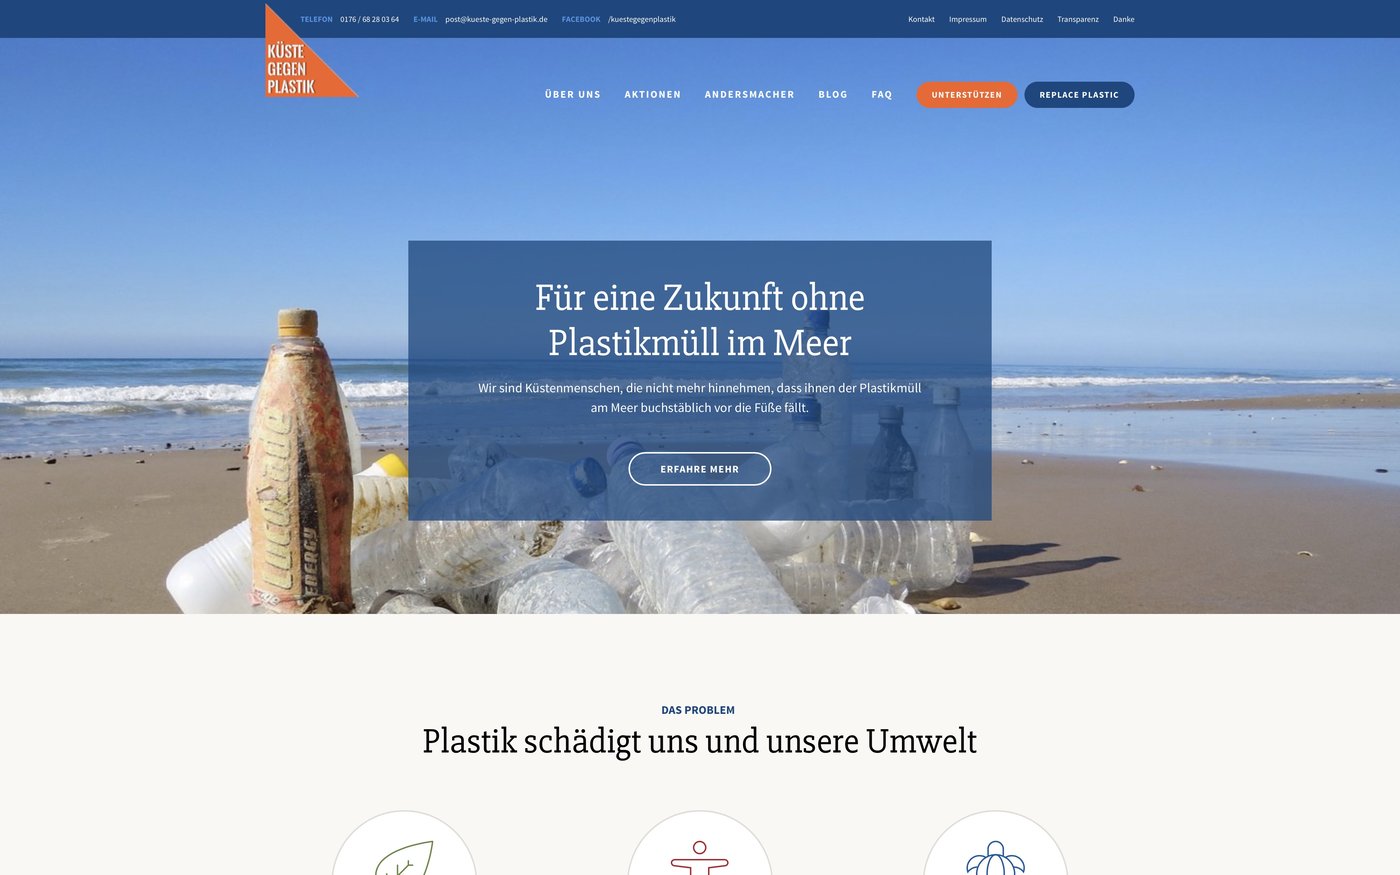 TELEFON 0176 / 68 28 03 64 E-MAIL post@kueste-gegen-plastik.de FACEBOOK /kuestegegenplastik
Kontakt Impressum Datenschutz Transparenz Danke
KÜSTE
GEGEN
PLASTIK
ÜBER UNS AKTIONEN ANDERSMACHER BLOG FAQ UNTERSTÜTZEN REPLACE PLASTIC
Für eine Zukunft ohne
Plastikmüll im Meer
Wir sind Küstenmenschen, die nicht mehr hinnehmen, dass ihnen der Plastikmüll
am Meer buchstäblich vor die Füße fällt.
ERFAHRE MEHR
Lucozade
ENERGY
DAS PROBLEM
Plastik schädigt uns und unsere Umwelt